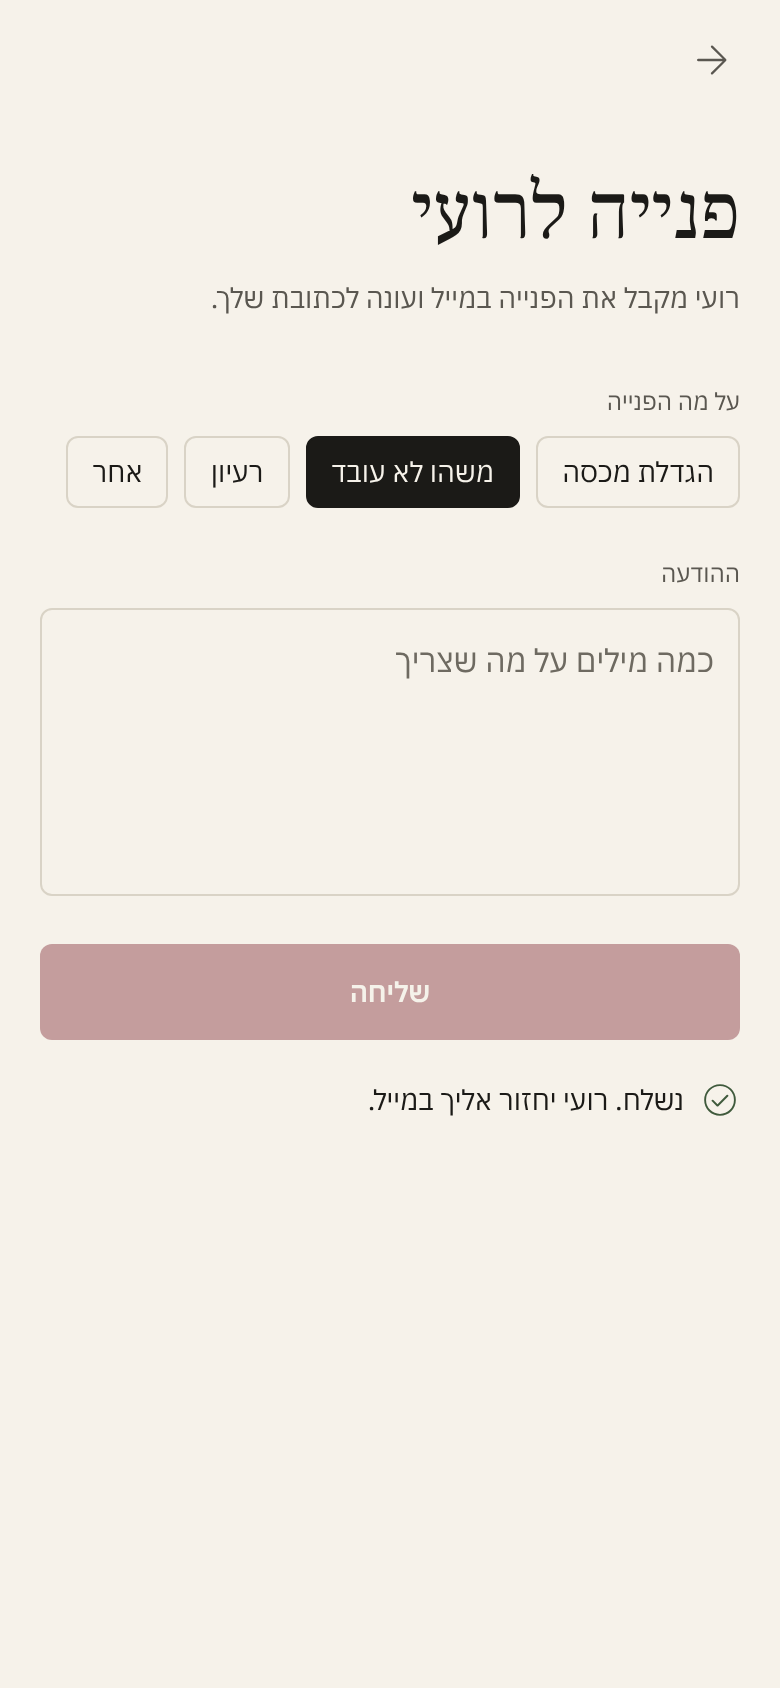 פנייה לרועי
רועי מקבל את הפנייה במייל ועונה לכתובת שלך.
על מה הפנייה
הגדלת מכסה
משהו לא עובד
רעיון
אחר
ההודעה
כמה מילים על מה שצריך
שליחה
נשלח. רועי יחזור אליך במייל.